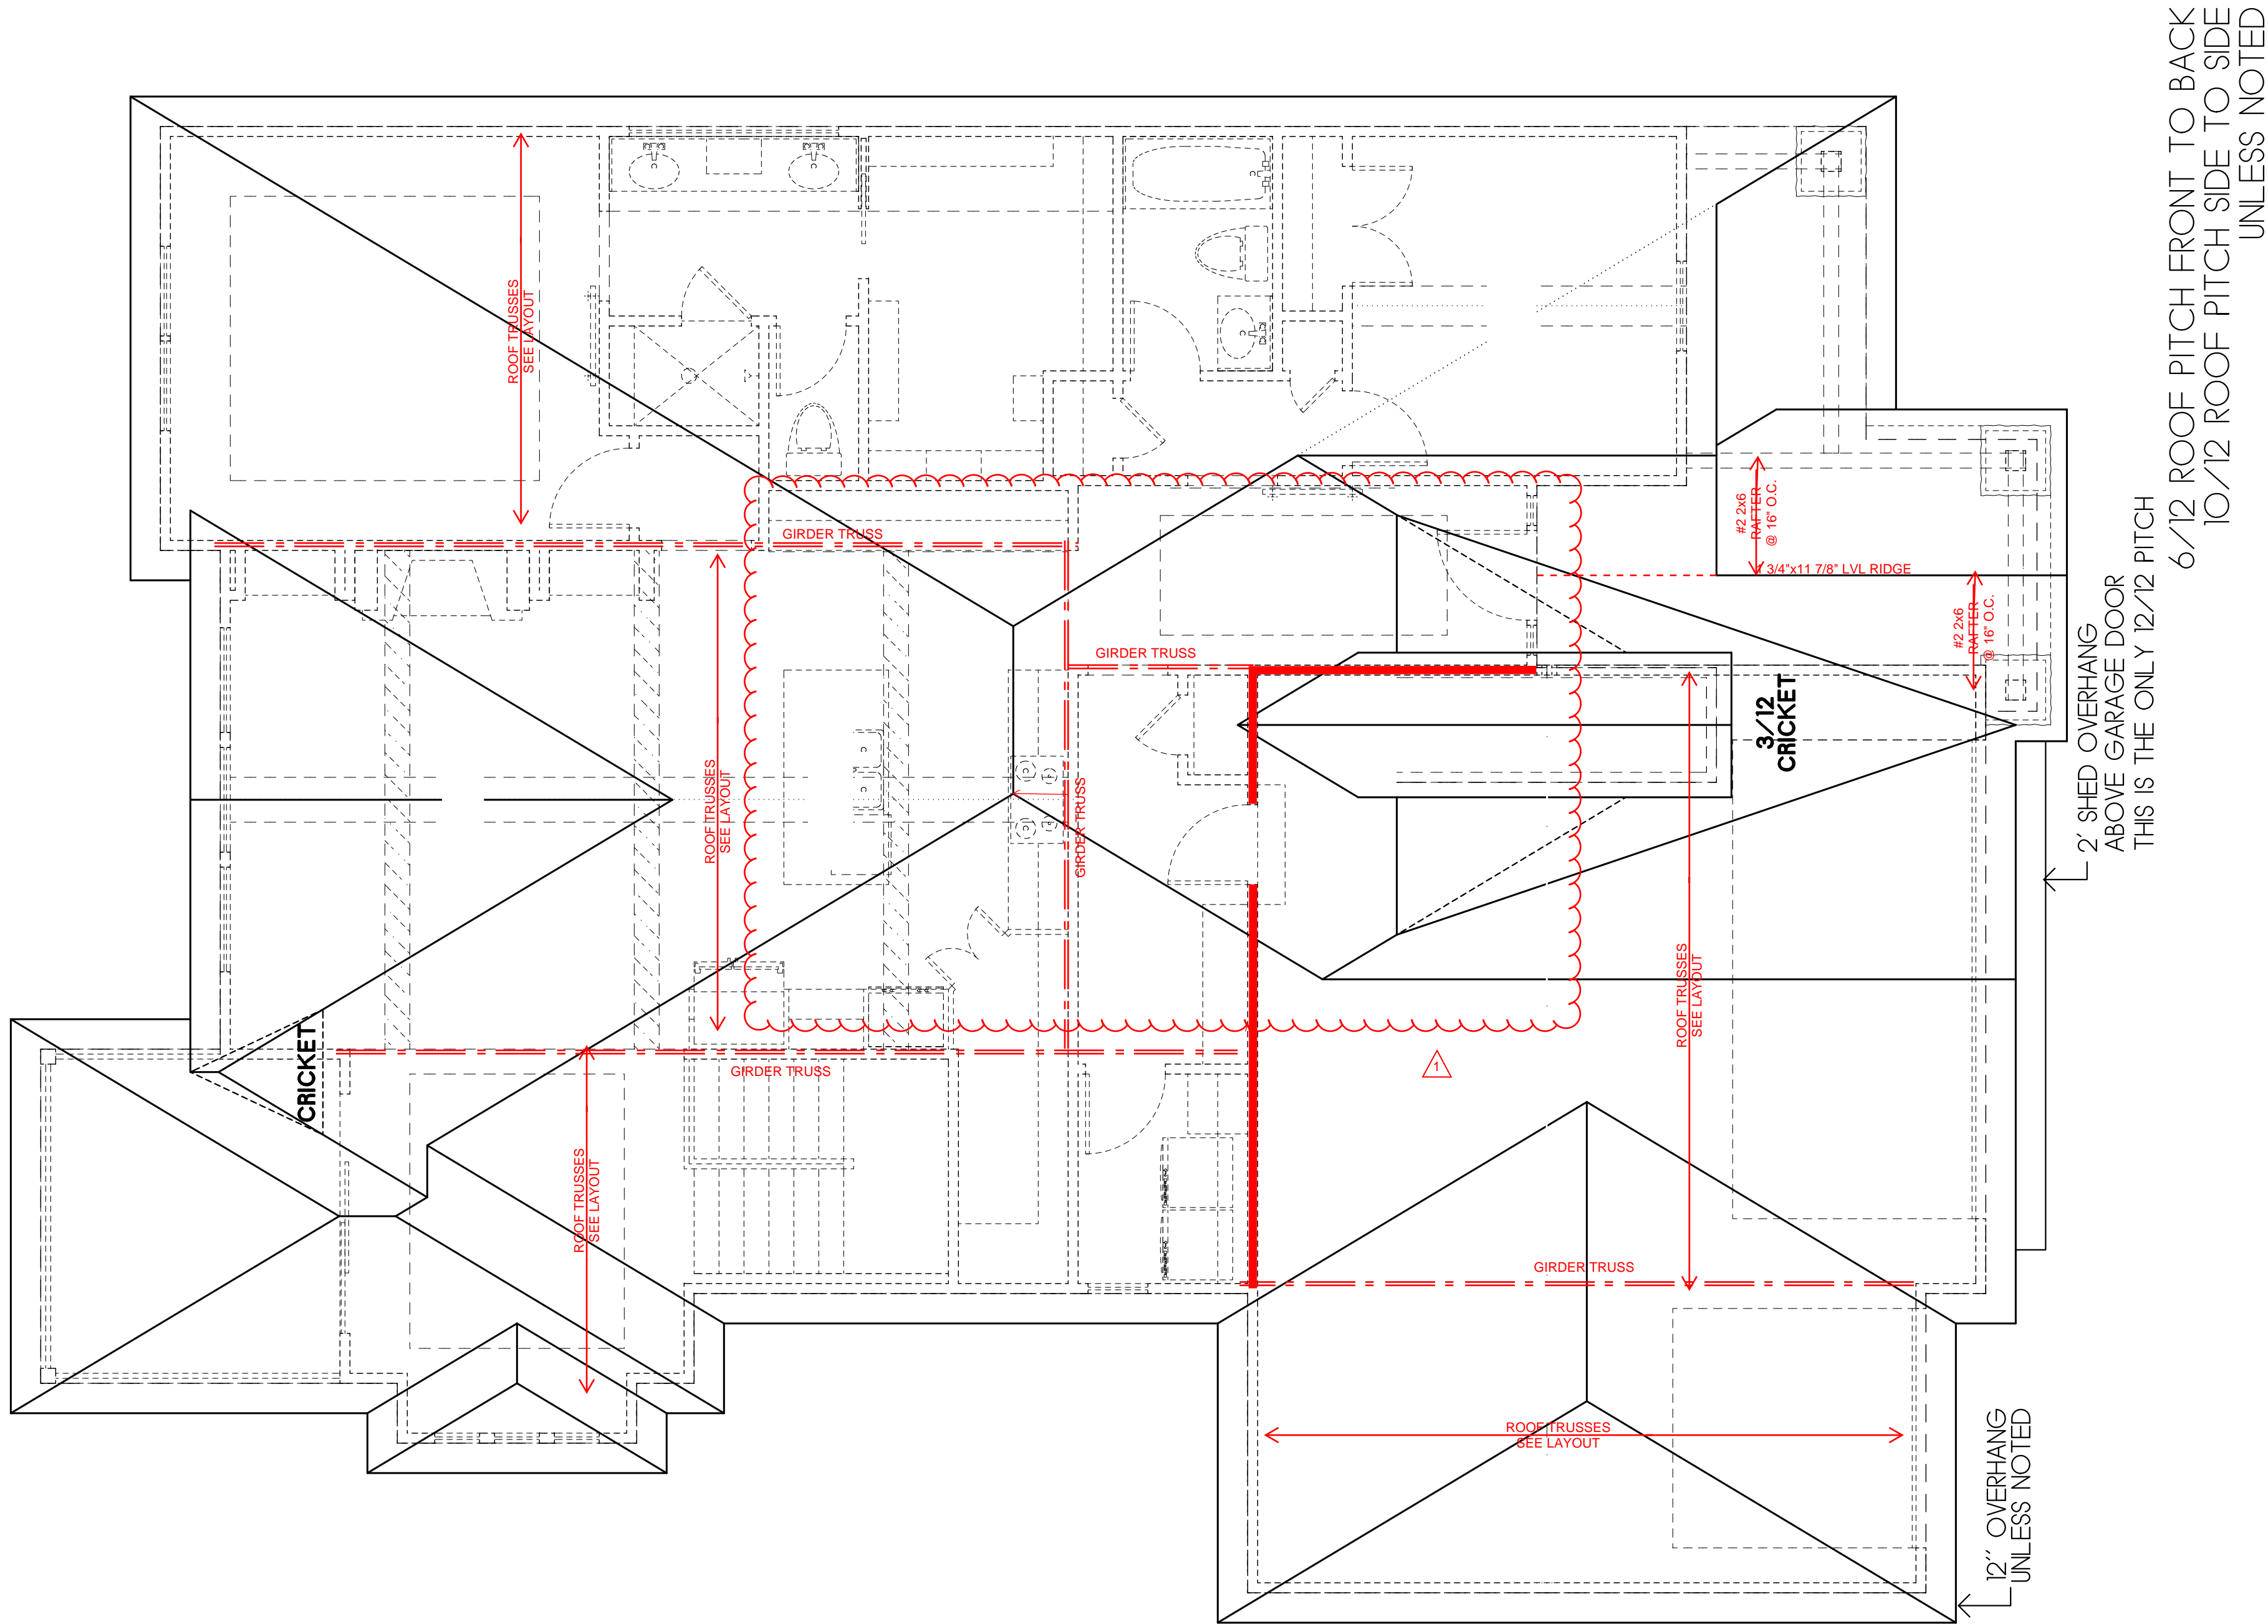 6/12 ROOF PITCH FRONT TO BACK
10/12 ROOF PITCH SIDE TO SIDE
UNLESS NOTED
ROOF TRUSSES
SEE LAYOUT
GIRDER TRUSS
GIRDER TRUSS
#2 2x6
RAFTER
@ 16" O.C.
1 3/4"x11 7/8" LVL RIDGE
#2 2x6
RAFTER
@ 16" O.C.
2' SHED OVERHANG
ABOVE GARAGE DOOR
THIS IS THE ONLY 12/12 PITCH
3/12
CRICKET
ROOF TRUSSES
SEE LAYOUT
GIRDER TRUSS
ROOF TRUSSES
SEE LAYOUT
CRICKET
GIRDER TRUSS
1
ROOF TRUSSES
SEE LAYOUT
GIRDER TRUSS
ROOF TRUSSES
SEE LAYOUT
12" OVERHANG
UNLESS NOTED